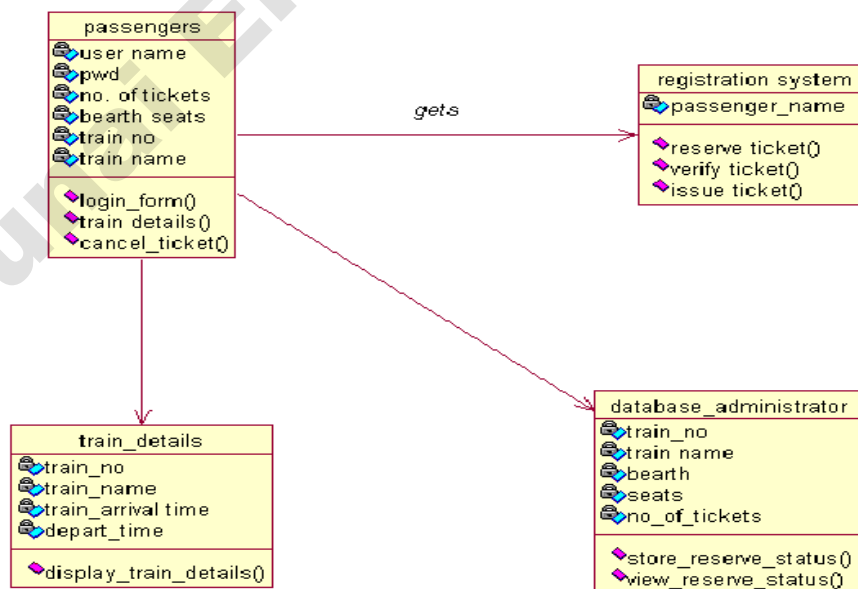 passengers
user name
pwd
no. of tickets
bearth seats
train no
train name
login_form()
train details()
cancel_ticket()
gets
registration system
passenger_name
reserve ticket()
verify ticket()
issue ticket()
train_details
train_no
train_name
train_arrival time
depart_time
display_train_details()
database_administrator
train_no
train name
bearth
seats
no_of_tickets
store_reserve_status()
view_reserve_status()